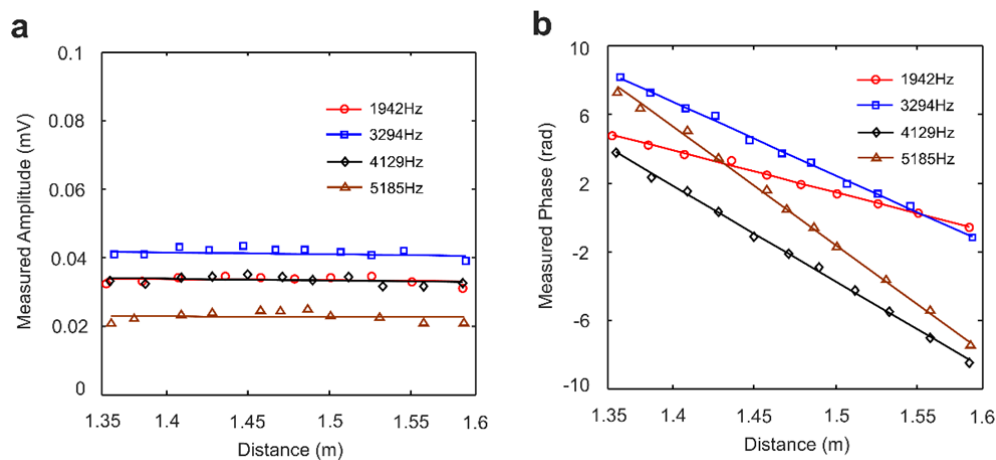 a
0.1
0.08
0.06
0.04
0.02
0
1.35
1.4
1.45
1.5
1.55
1.6
Measured Amplitude (mV)
Distance (m)
1942Hz
3294Hz
4129Hz
5185Hz
b
10
6
2
-2
-6
-10
1.35
1.4
1.45
1.5
1.55
1.6
Measured Phase (rad)
Distance (m)
1942Hz
3294Hz
4129Hz
5185Hz